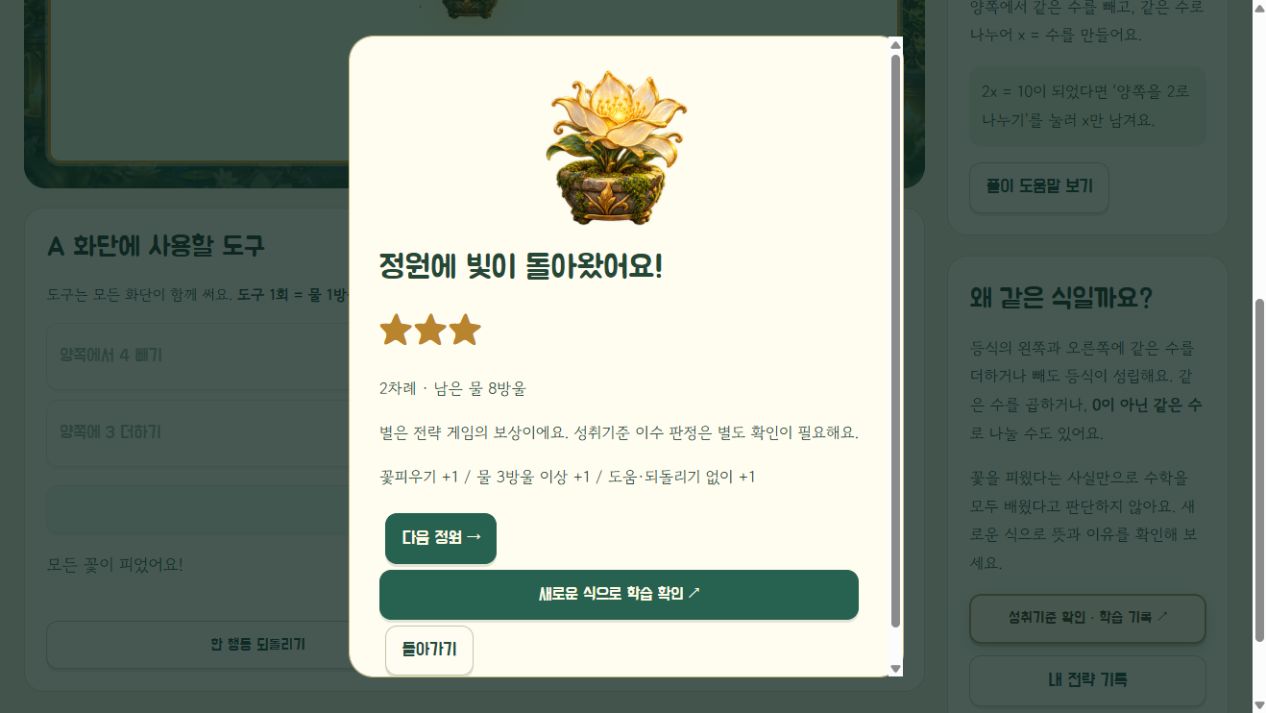 정원에 빛이 돌아왔어요!
2차례 · 남은 물 8방울
별은 전략 게임의 보상이에요. 성취기준 이수 판정은 별도 확인이 필요해요.
꽃피우기 +1 / 물 3방울 이상 +1 / 도움·되돌리기 없이 +1
다음 정원 →
새로운 식으로 학습 확인 ↗
돌아가기
A 화단에 사용할 도구
도구는 모든 화단이 함께 써요. 도구 1회 = 물 1방
양쪽에서 4 빼기
양쪽에 3 더하기
모든 꽃이 피었어요!
한 행동 되돌리기
양쪽에서 같은 수를 빼고, 같은 수로
나누어 x = 수를 만들어요.
2x = 10이 되었다면 '양쪽을 2로
나누기'를 눌러 x만 남겨요.
풀이 도움말 보기
왜 같은 식일까요?
등식의 왼쪽과 오른쪽에 같은 수를
더하거나 빼도 등식이 성립해요. 같
은 수를 곱하거나, 0이 아닌 같은 수
로 나눌 수도 있어요.
꽃을 피웠다는 사실만으로 수학을
모두 배웠다고 판단하지 않아요. 새
로운 식으로 뜻과 이유를 확인해 보
세요.
성취기준 확인 · 학습 기록 ↗
내 전략 기록